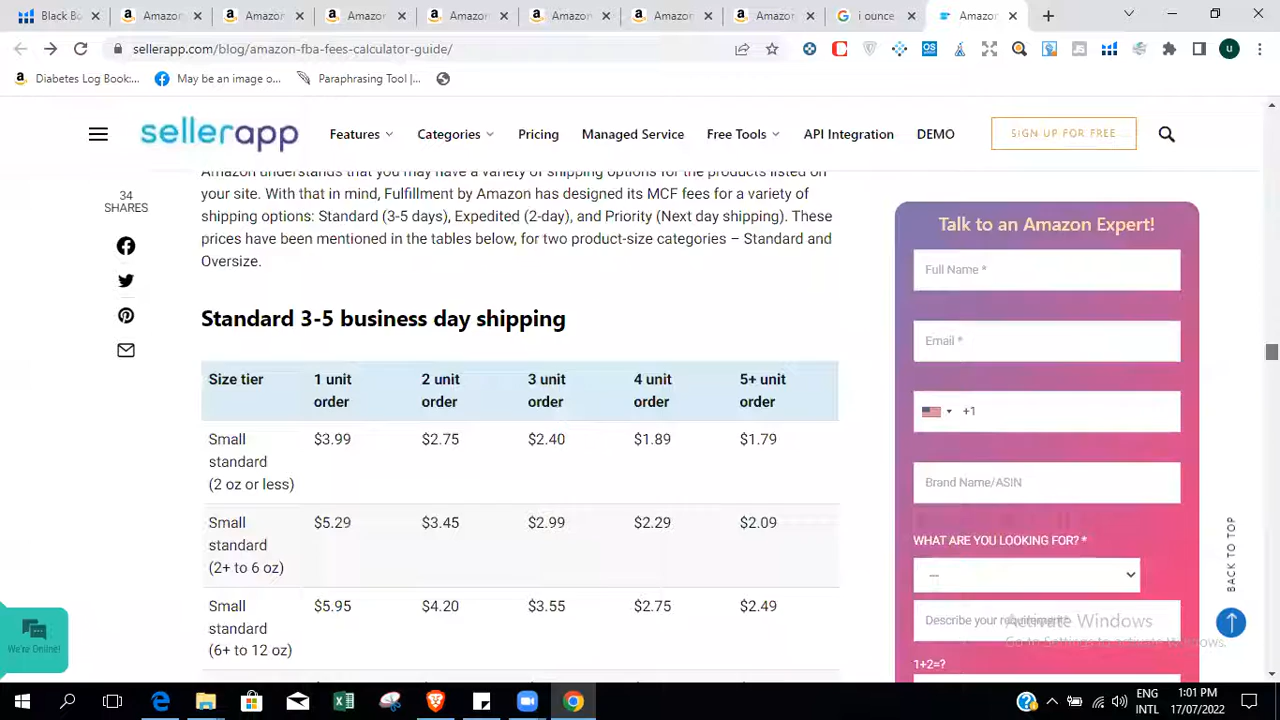 Black Bo
Amazon
Amazon
Amazon
Amazon
Amazon
Amazon
Amazon
i ounce
Amazon
sellerapp.com/blog/amazon-fba-fees-calculator-guide/
Diabetes Log Book:...
May be an image o...
Paraphrasing Tool |...
sellerapp
Features
Categories
Pricing
Managed Service
Free Tools
API Integration
DEMO
SIGN UP FOR FREE
34
SHARES
Amazon understands that you may have a variety of shipping options for the products listed on
your site. With that in mind, Fulfillment by Amazon has designed its MCF fees for a variety of
shipping options: Standard (3-5 days), Expedited (2-day), and Priority (Next day shipping). These
prices have been mentioned in the tables below, for two product-size categories – Standard and
Oversize.
Standard 3-5 business day shipping
Size tier
1 unit
order
2 unit
order
3 unit
order
4 unit
order
5+ unit
order
Small
standard
(2 oz or less)
$3.99
$2.75
$2.40
$1.89
$1.79
Small
standard
(2+ to 6 oz)
$5.29
$3.45
$2.99
$2.29
$2.09
Small
standard
(6+ to 12 oz)
$5.95
$4.20
$3.55
$2.75
$2.49
Talk to an Amazon Expert!
Full Name *
Email *
+1
Brand Name/ASIN
WHAT ARE YOU LOOKING FOR? *
---
Describe your requirement*
1+2=?
Activate Windows
Go to Settings to activate Windows.
BACK TO TOP
We're Online!
ENG
INTL
1:01 PM
17/07/2022